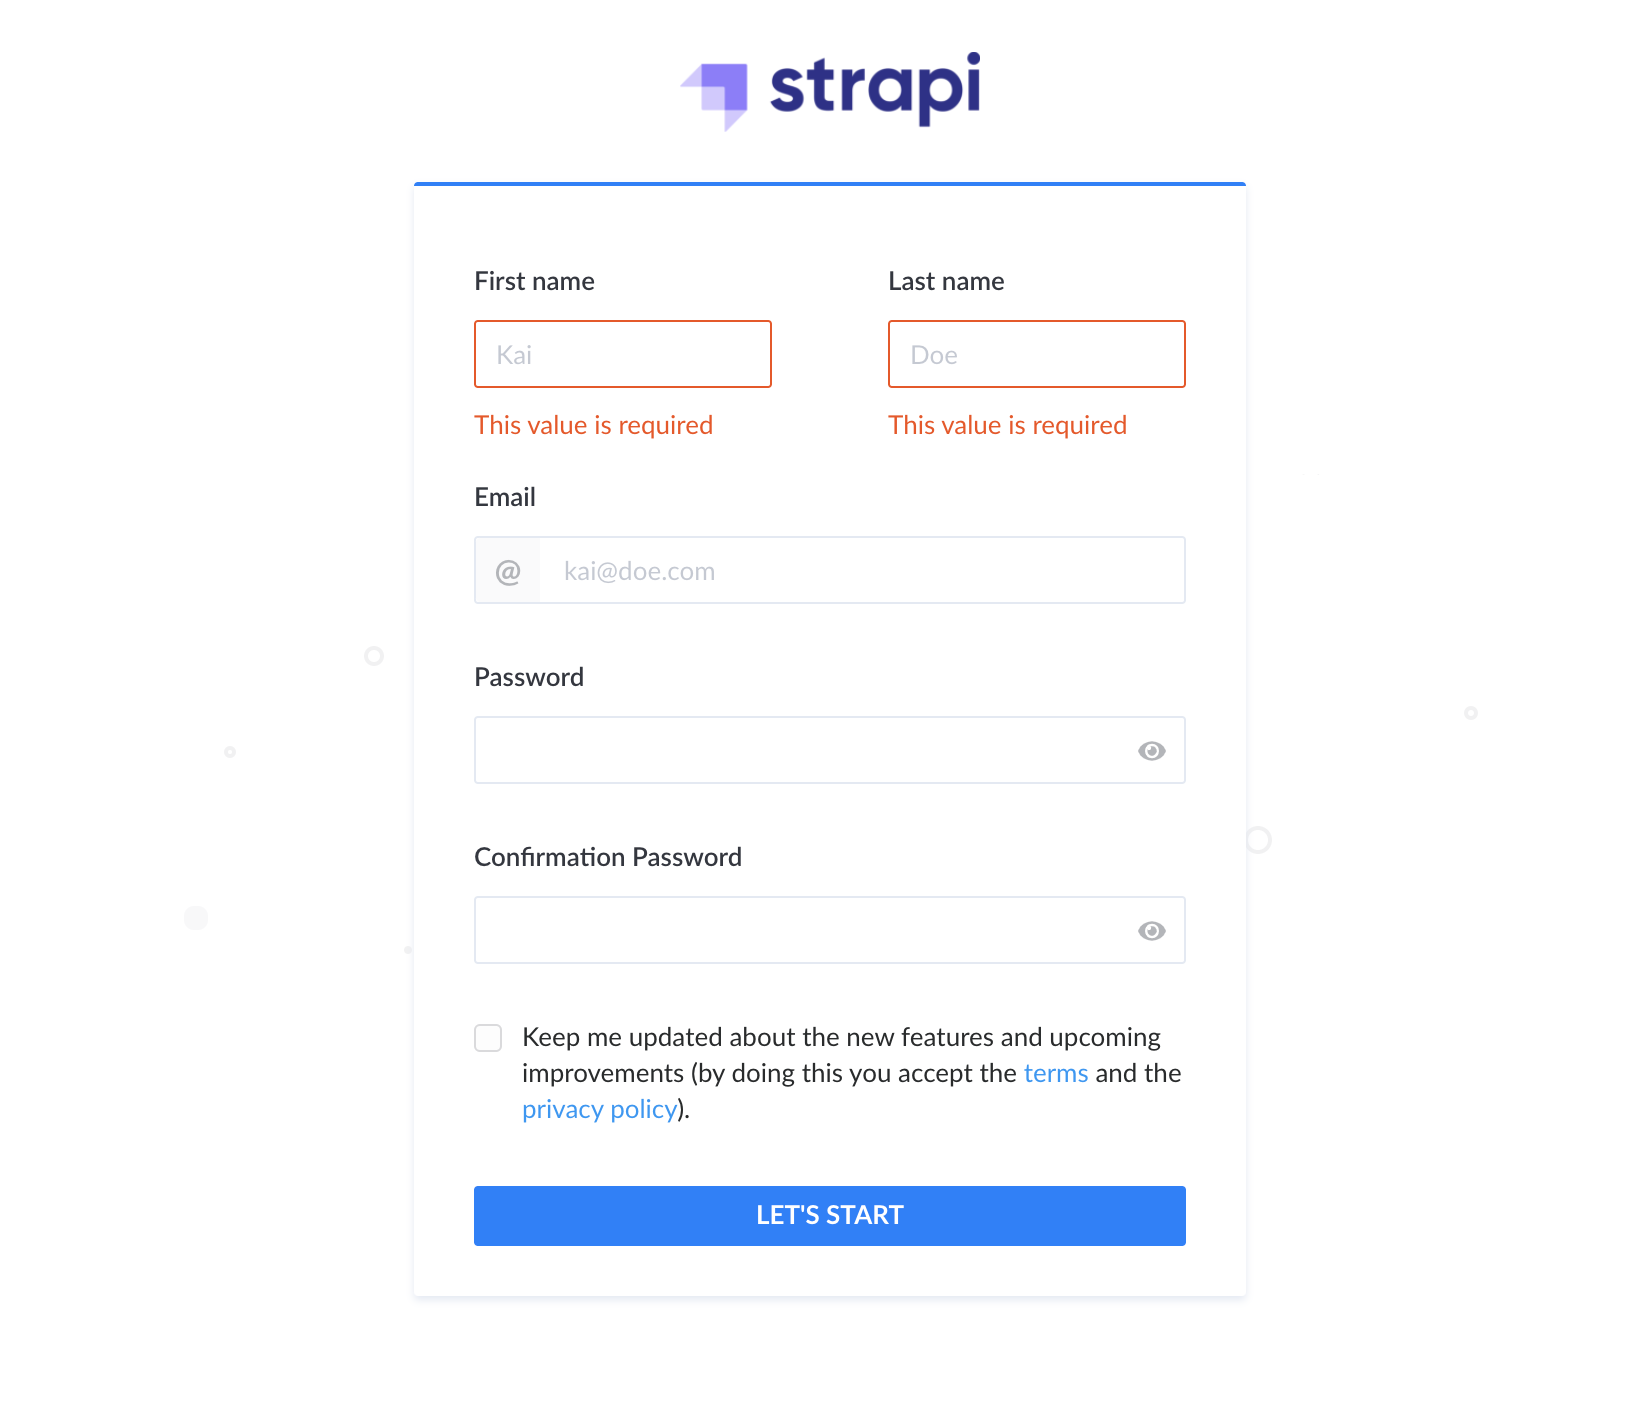 strapi
First name
Last name
Kai
Doe
This value is required
This value is required
Email
@
kai@doe.com
Password
Confirmation Password
Keep me updated about the new features and upcoming
improvements (by doing this you accept the terms and the
privacy policy).
LET'S START